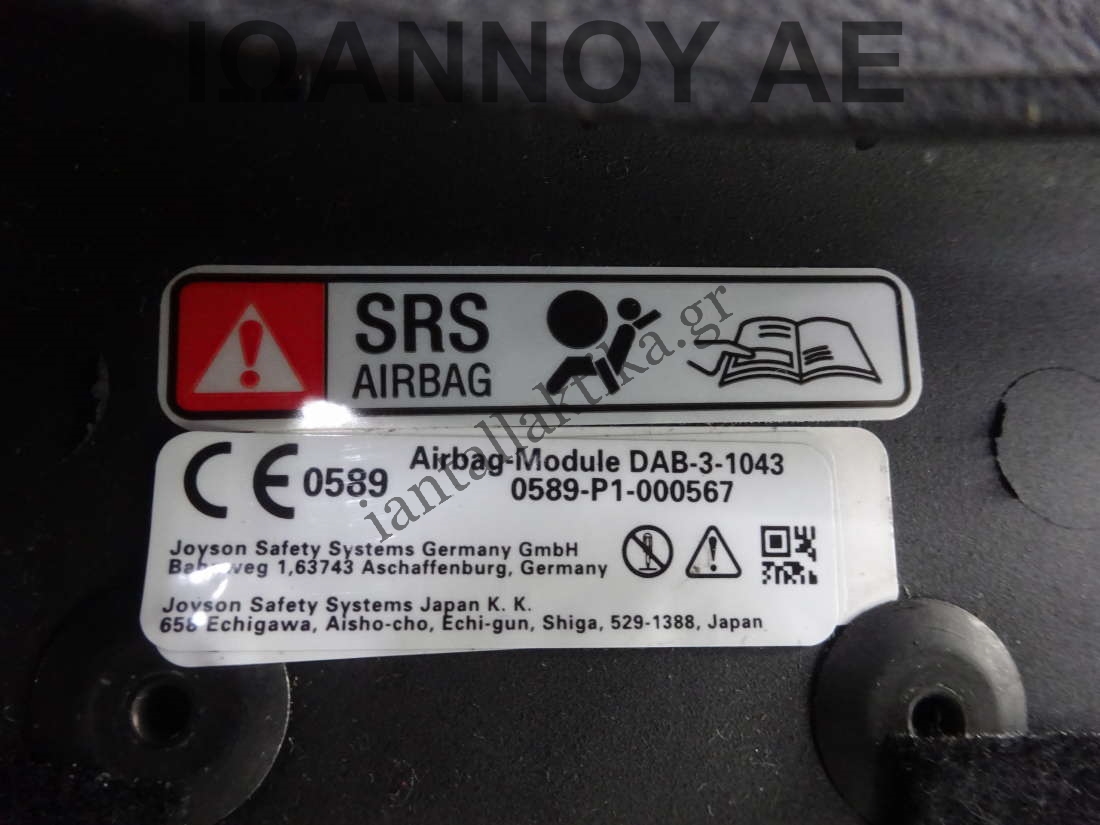 ΙΩΑΝΝΟΥ ΑΕ
SRS
AIRBAG
iantallaktika.gr
CE 0589
Airbag-Module DAB-3-1043
0589-P1-000567
Joyson Safety Systems Germany GmbH
1,63743 Aschaffenburg, Germany
Joyson Safety Systems Japan K. K.
658 Echigawa, Aisho-cho, Echi-gun, Shiga, 529-1388, Japan